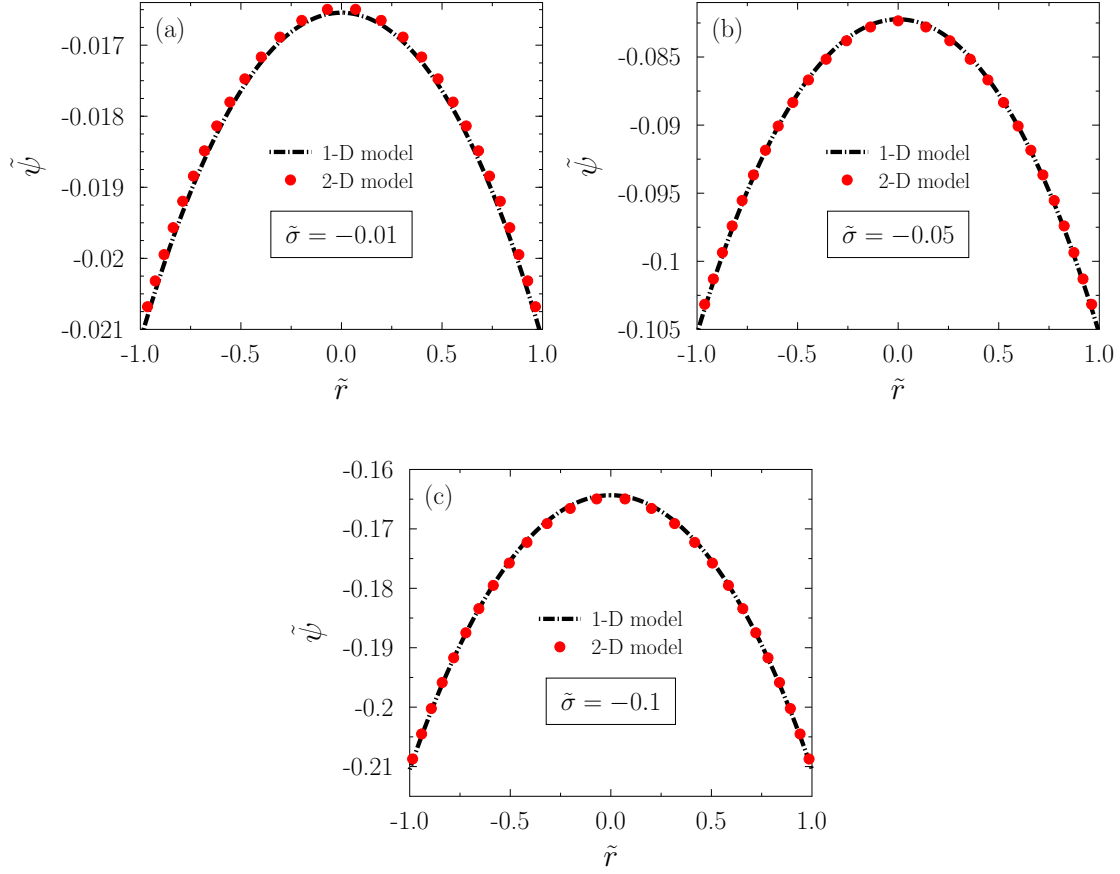 (a)
-0.017
-0.018
-0.019
-0.02
-0.021
ψ̃
1-D model
2-D model
σ̃ = −0.01
-1.0 -0.5 0.0 0.5 1.0
r̃
(b)
-0.085
-0.09
-0.095
-0.1
-0.105
ψ̃
1-D model
2-D model
σ̃ = −0.05
-1.0 -0.5 0.0 0.5 1.0
r̃
(c)
-0.16
-0.17
-0.18
-0.19
-0.2
-0.21
ψ̃
1-D model
2-D model
σ̃ = −0.1
-1.0 -0.5 0.0 0.5 1.0
r̃